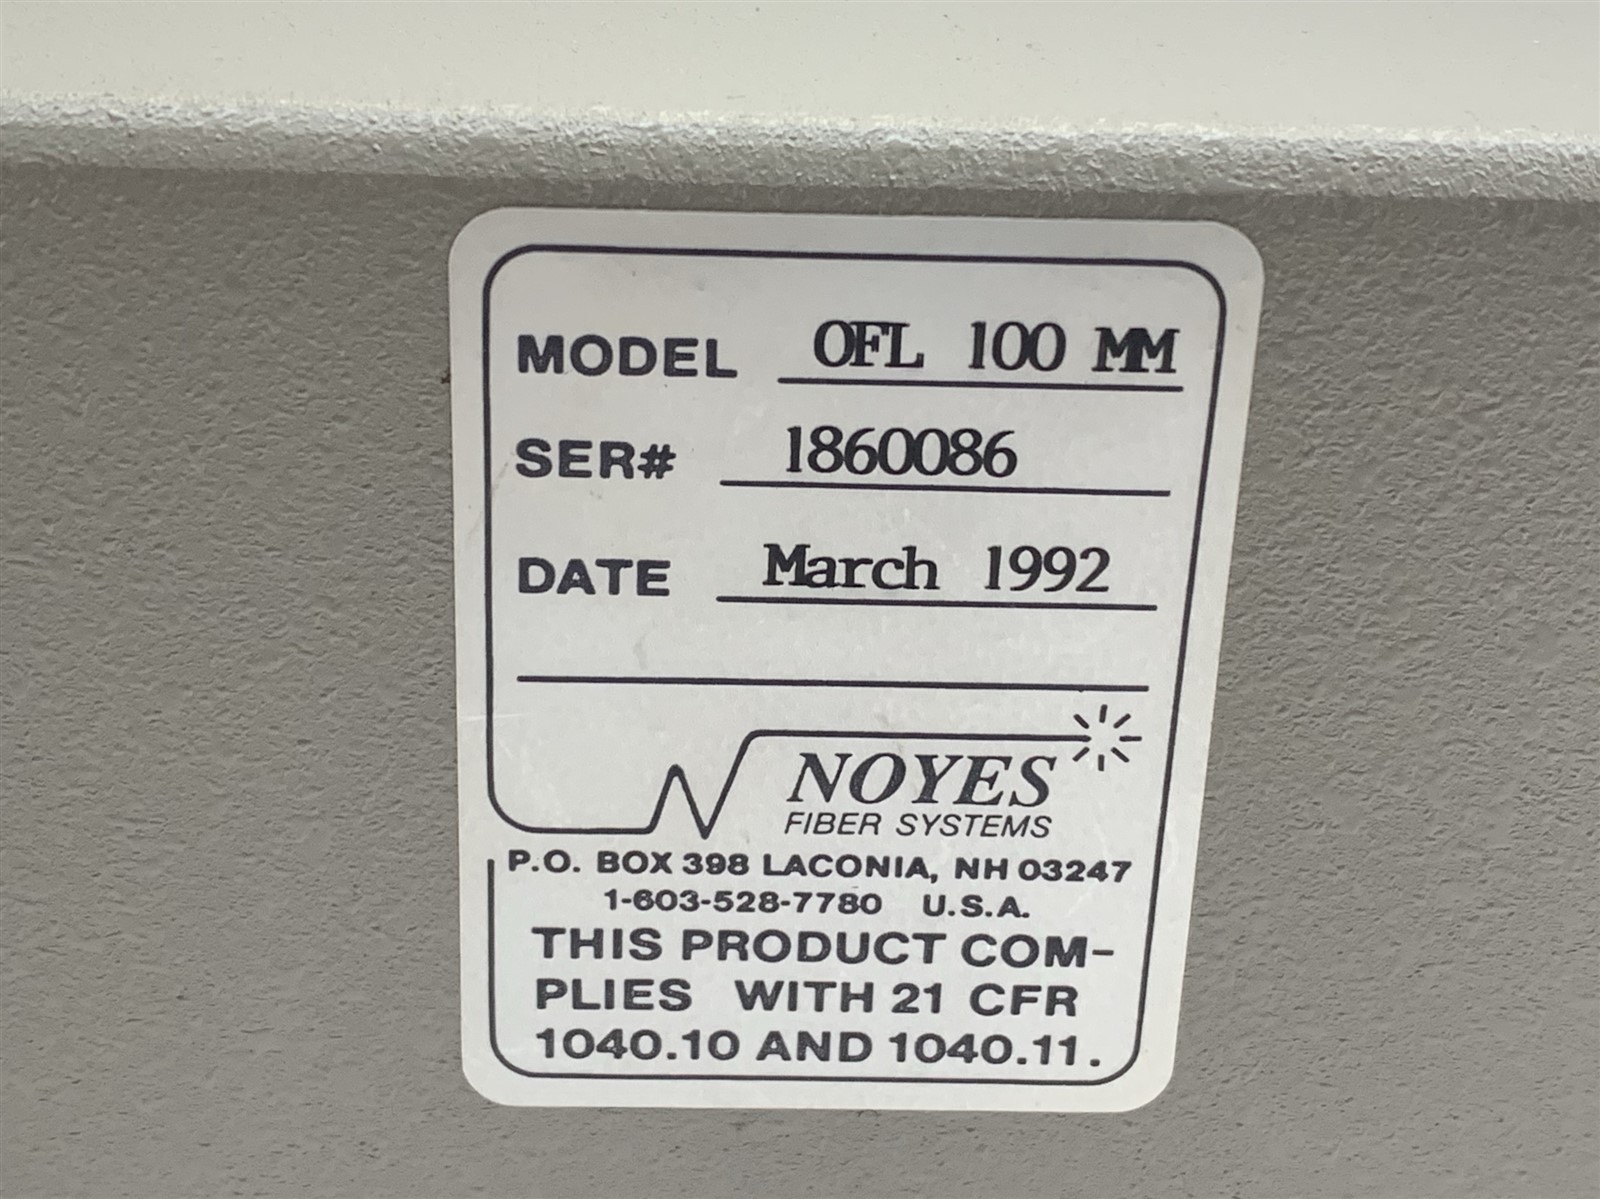 MODEL OFL 100 MM
SER# 1860086
DATE March 1992
NOYES
FIBER SYSTEMS
P.O. BOX 398 LACONIA, NH 03247
1-603-528-7780 U.S.A.
THIS PRODUCT COM-
PLIES WITH 21 CFR
1040.10 AND 1040.11.